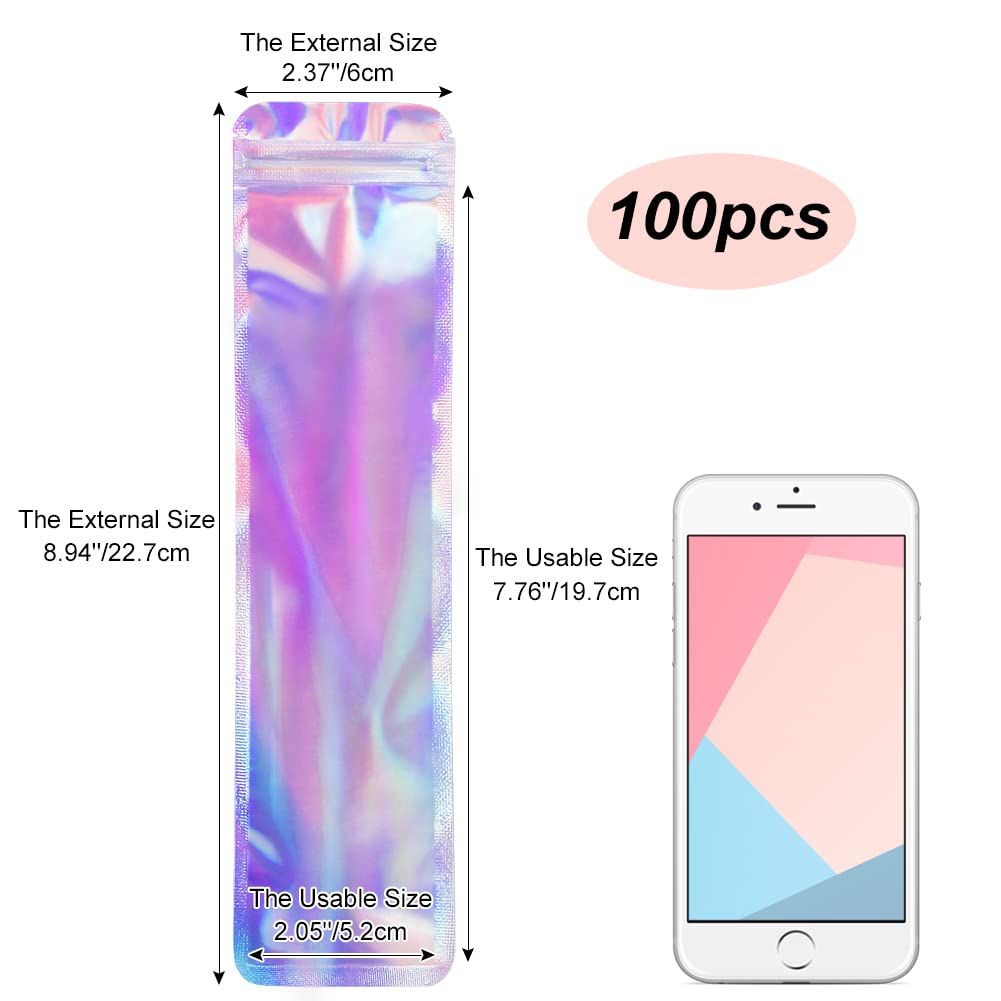 The External Size
2.37"/6cm
100pcs
The External Size
8.94"/22.7cm
The Usable Size
7.76"/19.7cm
The Usable Size
2.05"/5.2cm